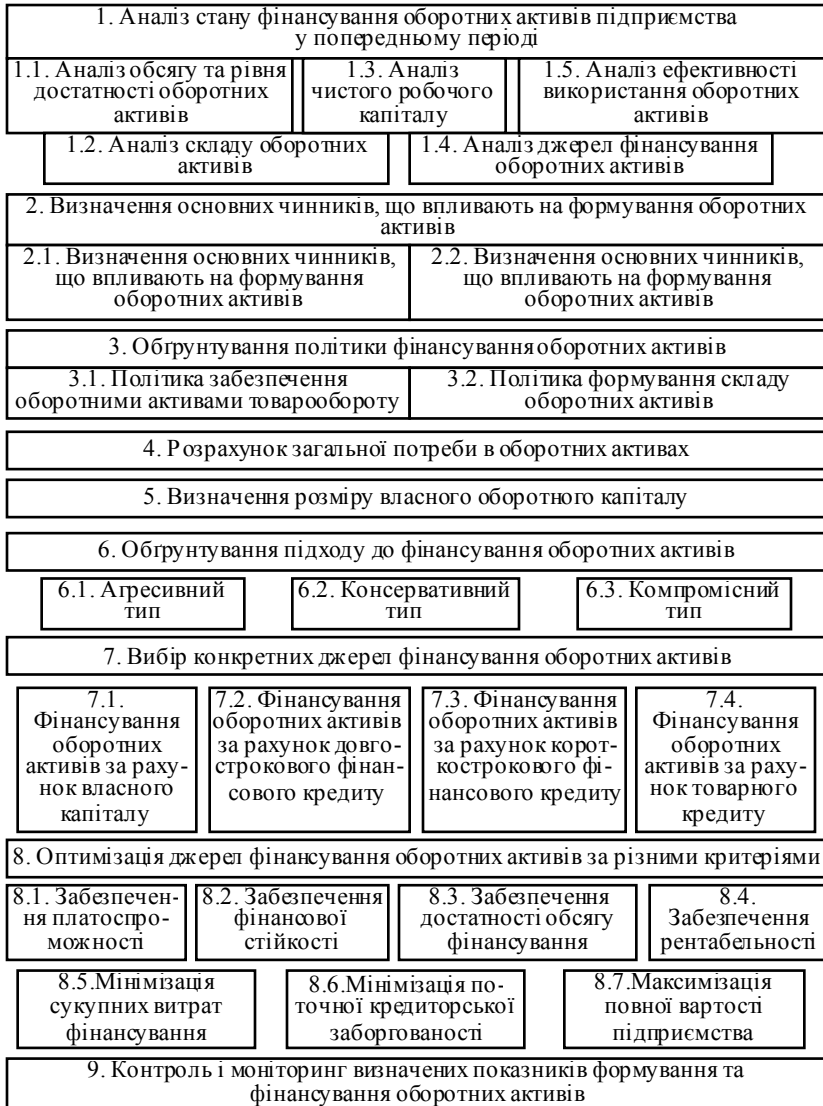 1. Аналіз стану фінансування оборотних активів підприємства
у попередньому періоді
1.1. Аналіз обсягу та рівня
достатності оборотних
активів
1.3. Аналіз
чистого робочого
капіталу
1.5. Аналіз ефективності
використання оборотних
активів
1.2. Аналіз складу оборотних
активів
1.4. Аналіз джерел фінансування
оборотних активів
2. Визначення основних чинників, що впливають на формування оборотних
активів
2.1. Визначення основних чинників,
що впливають на формування
оборотних активів
2.2. Визначення основних чинників,
що впливають на формування
оборотних активів
3. Обґрунтування політики фінансування оборотних активів
3.1. Політика забезпечення
оборотними активами товарообороту
3.2. Політика формування складу
оборотних активів
4. Розрахунок загальної потреби в оборотних активах
5. Визначення розміру власного оборотного капіталу
6. Обґрунтування підходу до фінансування оборотних активів
6.1. Агресивний
тип
6.2. Консервативний
тип
6.3. Компромісний
тип
7. Вибір конкретних джерел фінансування оборотних активів
7.1.
Фінансування
оборотних
активів за раху-
нок власного
капіталу
7.2. Фінансування
оборотних активів
за рахунок довго-
строкового фінан-
сового кредиту
7.3. Фінансування
оборотних активів
за рахунок корот-
кострокового фі-
нансового кредиту
7.4.
Фінансування
оборотних
активів за раху-
нок товарного
кредиту
8. Оптимізація джерел фінансування оборотних активів за різними критеріями
8.1. Забезпечен-
ня платоспро-
можності
8.2. Забезпечення
фінансової
стійкості
8.3. Забезпечення
достатності обсягу
фінансування
8.4.
Забезпечення
рентабельності
8.5.Мінімізація
сукупних витрат
фінансування
8.6.Мінімізація по-
точної кредиторської
заборгованості
8.7.Максимізація
повної вартості
підприємства
9. Контроль і моніторинг визначених показників формування та
фінансування оборотних активів